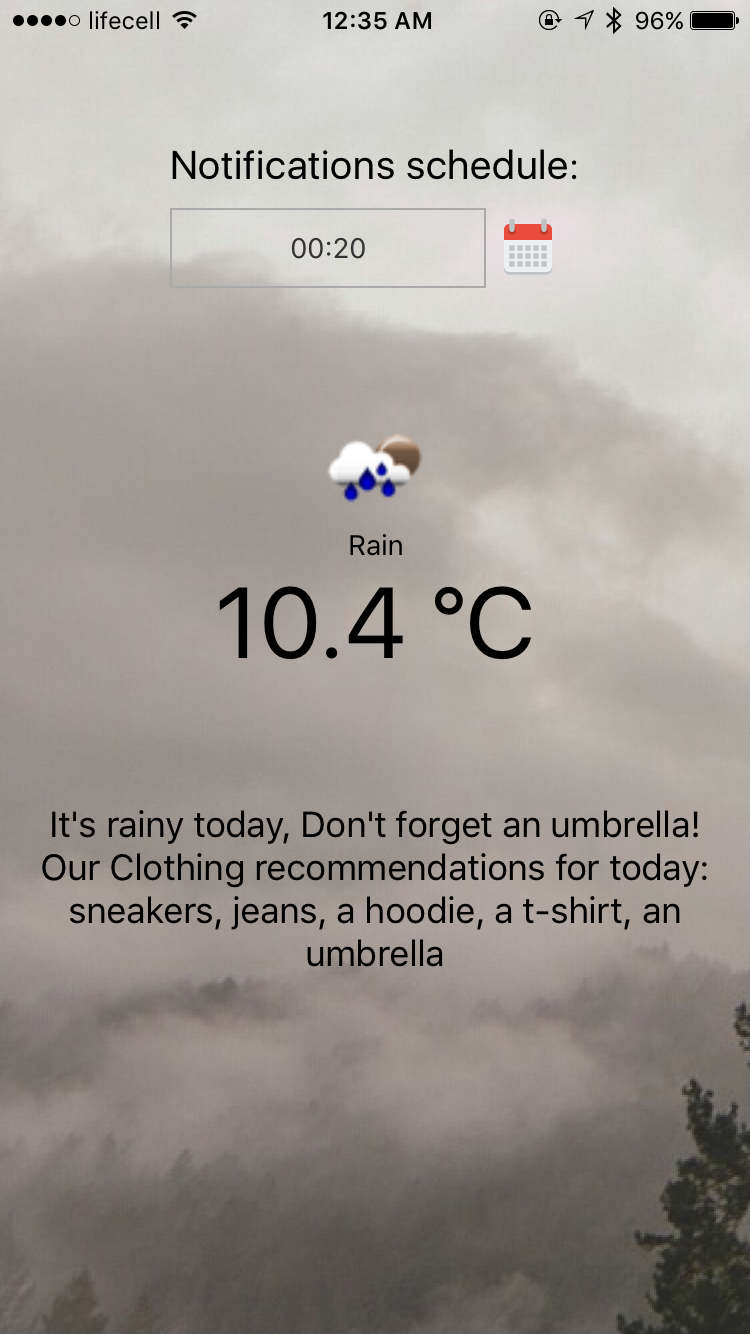 lifecell 12:35 AM 96%
Notifications schedule:
00:20
Rain
10.4 °C
It's rainy today, Don't forget an umbrella!
Our Clothing recommendations for today:
sneakers, jeans, a hoodie, a t-shirt, an
umbrella